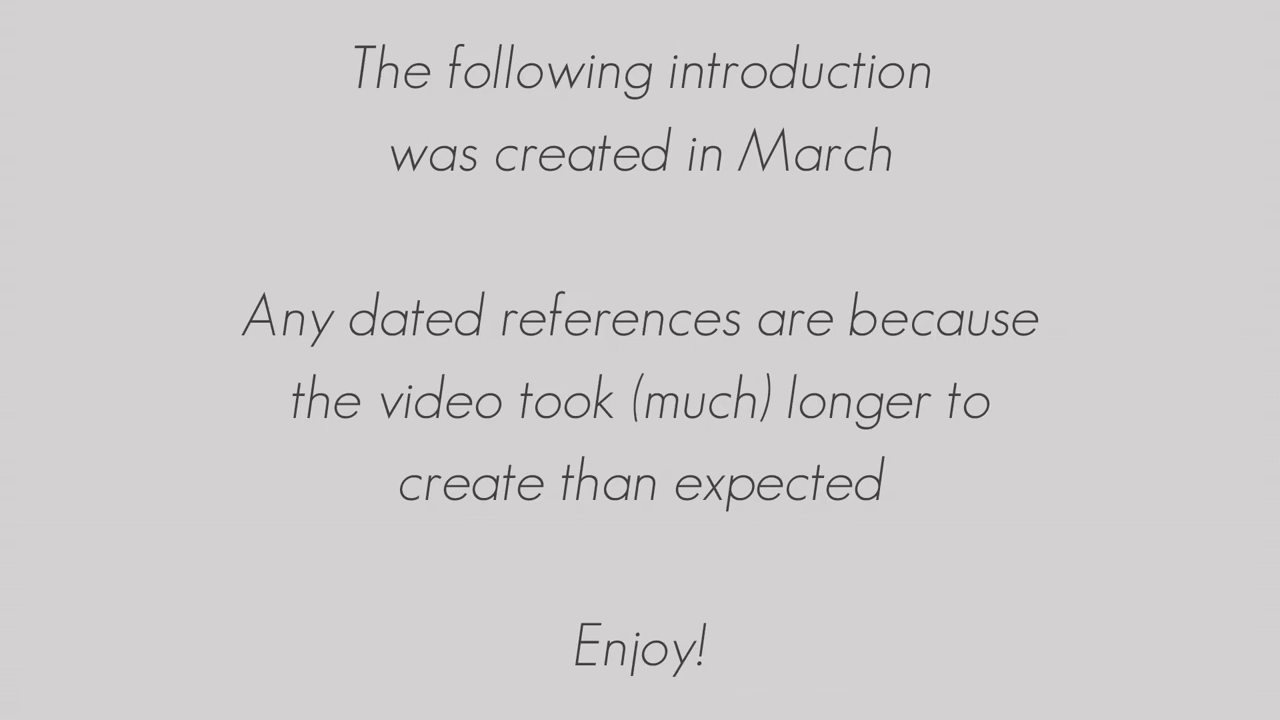 The following introduction
was created in March
Any dated references are because
the video took (much) longer to
create than expected
Enjoy!